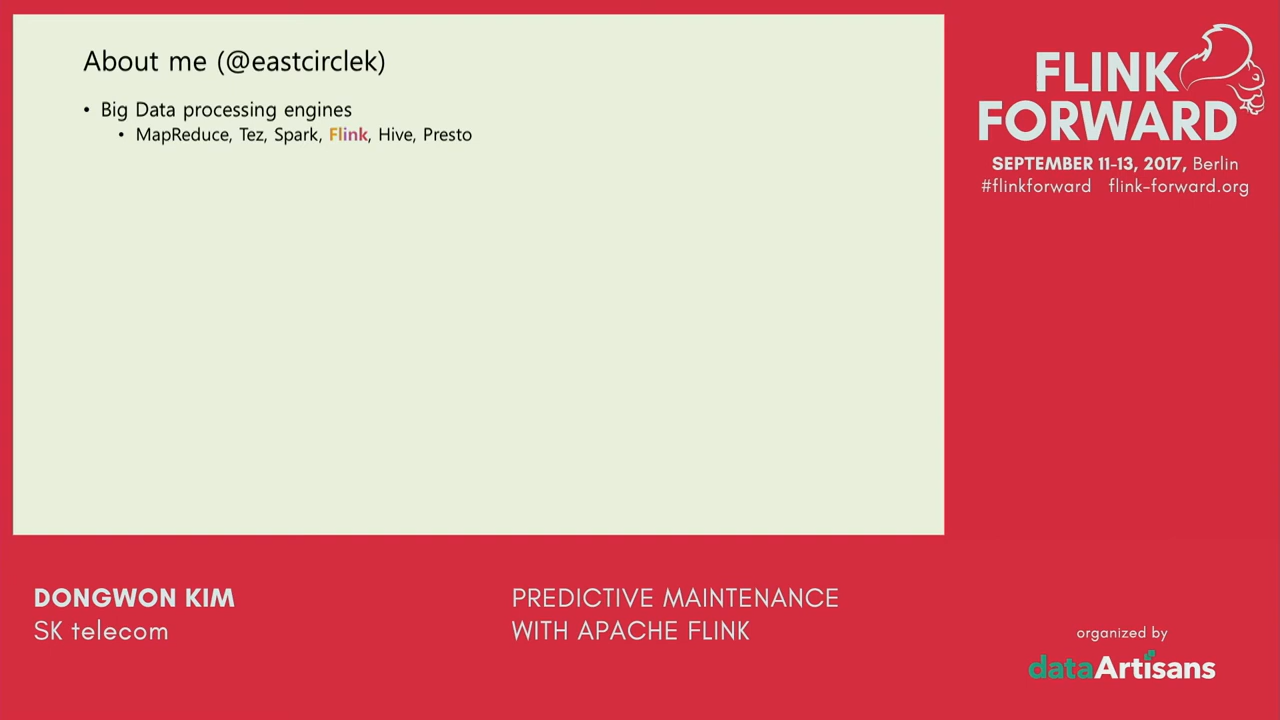 About me (@eastcirclek)
• Big Data processing engines
• MapReduce, Tez, Spark, Flink, Hive, Presto
FLINK
FORWARD
SEPTEMBER 11-13, 2017, Berlin
#flinkforward flink-forward.org
DONGWON KIM
SK telecom
PREDICTIVE MAINTENANCE
WITH APACHE FLINK
organized by
dataArtisans